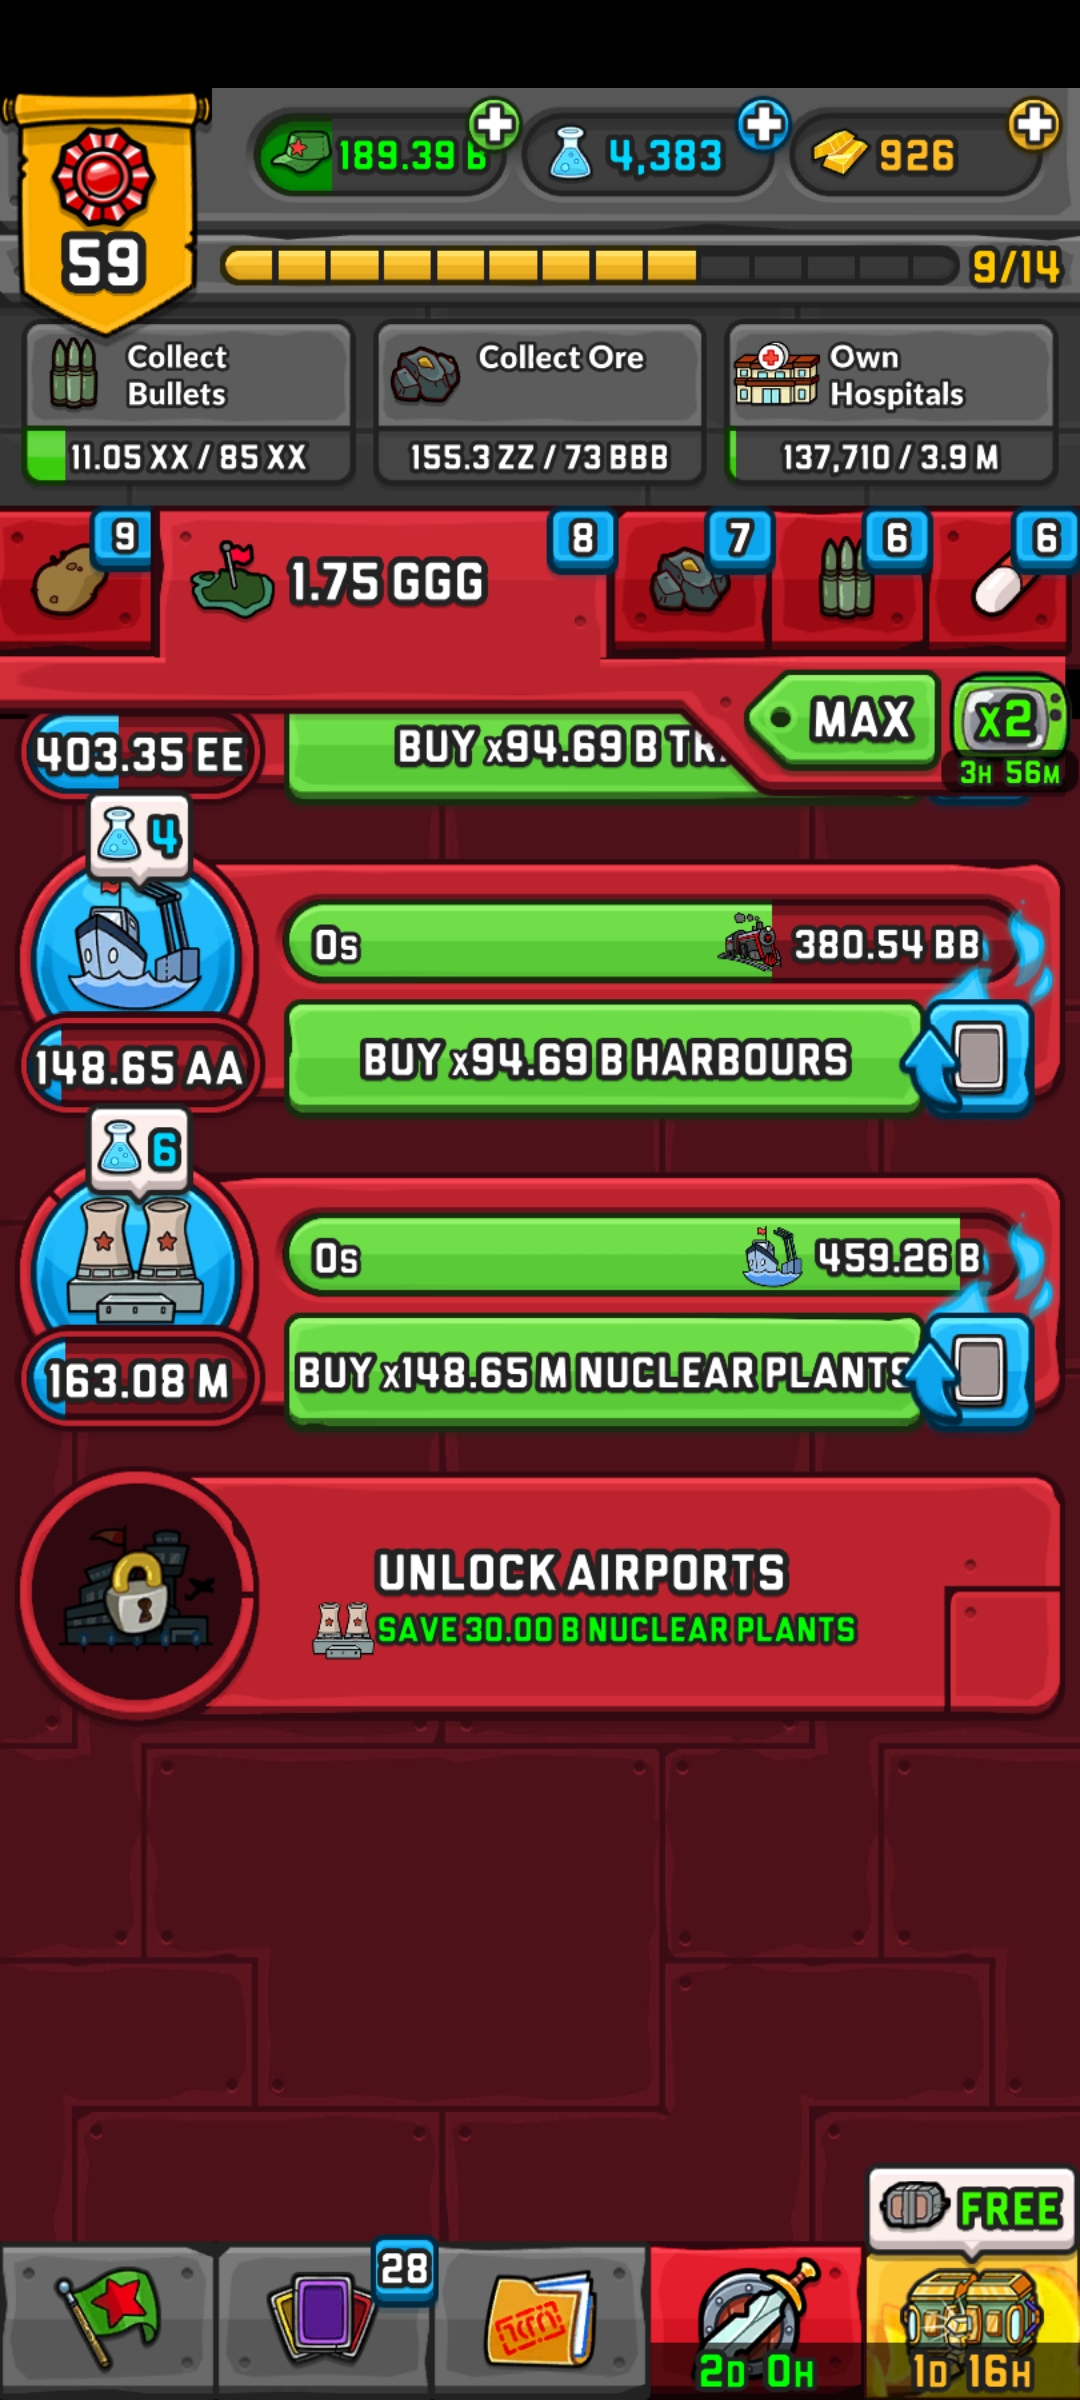 59
189.39 B
4,383
926
9/14
Collect
Bullets
11.05 XX / 85 XX
Collect Ore
155.3 ZZ / 73 BBB
Own
Hospitals
137,710 / 3.9 M
9
1.75 GGG
8
7
6
6
MAX
x2
3H 56M
403.35 EE
BUY x94.69 B
4
0s
380.54 BB
148.65 AA
BUY x94.69 B HARBOURS
6
0s
459.26 B
163.08 M
BUY x148.65 M NUCLEAR PLANTS
UNLOCK AIRPORTS
SAVE 30.00 B NUCLEAR PLANTS
FREE
28
2D 0H
1D 16H